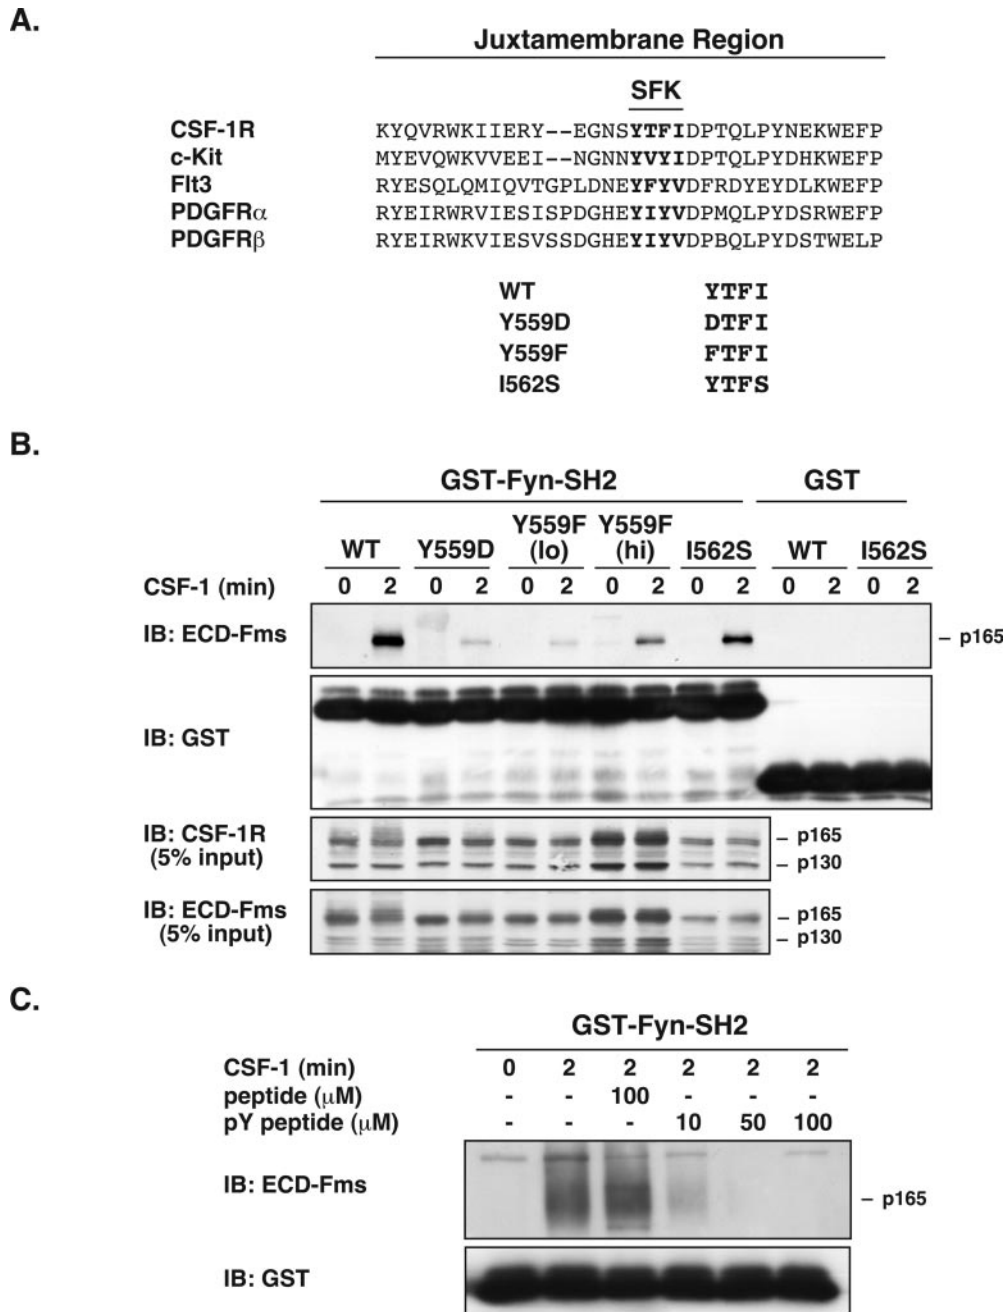 A.
Juxtamembrane Region
SFK
CSF-1R KYQVRWKIIERY--EGNSYTFIDPTQLPYNEKWEFP
c-Kit MYEVQWKVVEEI--NGNNYVYIDPTQLPYDHKWEFP
Flt3 RYESQLQMIQVTGPLDNEYFYVDFRDYEYDLKWEFP
PDGFRα RYEIRWRVIESISPDGHEYIYVDPMQLPYDSRWEFP
PDGFRβ RYEIRWKVIESVSSDGHEYIYVDPBQLPYDSTWELP
WT YTFI
Y559D DTFI
Y559F FTFI
I562S YTFS
B.
GST-Fyn-SH2 GST
WT Y559D Y559F (lo) Y559F (hi) I562S WT I562S
CSF-1 (min) 0 2 0 2 0 2 0 2 0 2 0 2 0 2
IB: ECD-Fms – p165
IB: GST
IB: CSF-1R – p165
(5% input) – p130
IB: ECD-Fms – p165
(5% input) – p130
C.
GST-Fyn-SH2
CSF-1 (min) 0 2 2 2 2 2
peptide (μM) - - 100 - - -
pY peptide (μM) - - - 10 50 100
IB: ECD-Fms – p165
IB: GST